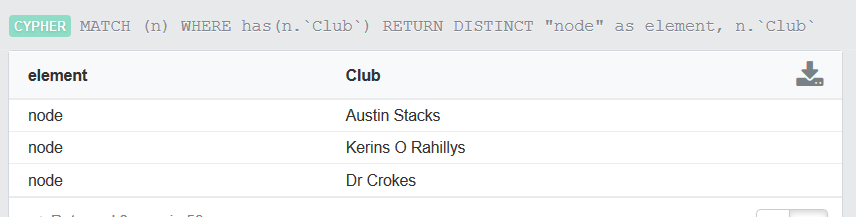 CYPHER MATCH (n) WHERE has(n.`Club`) RETURN DISTINCT "node" as element, n.`Club`
element Club
node Austin Stacks
node Kerins O Rahillys
node Dr Crokes